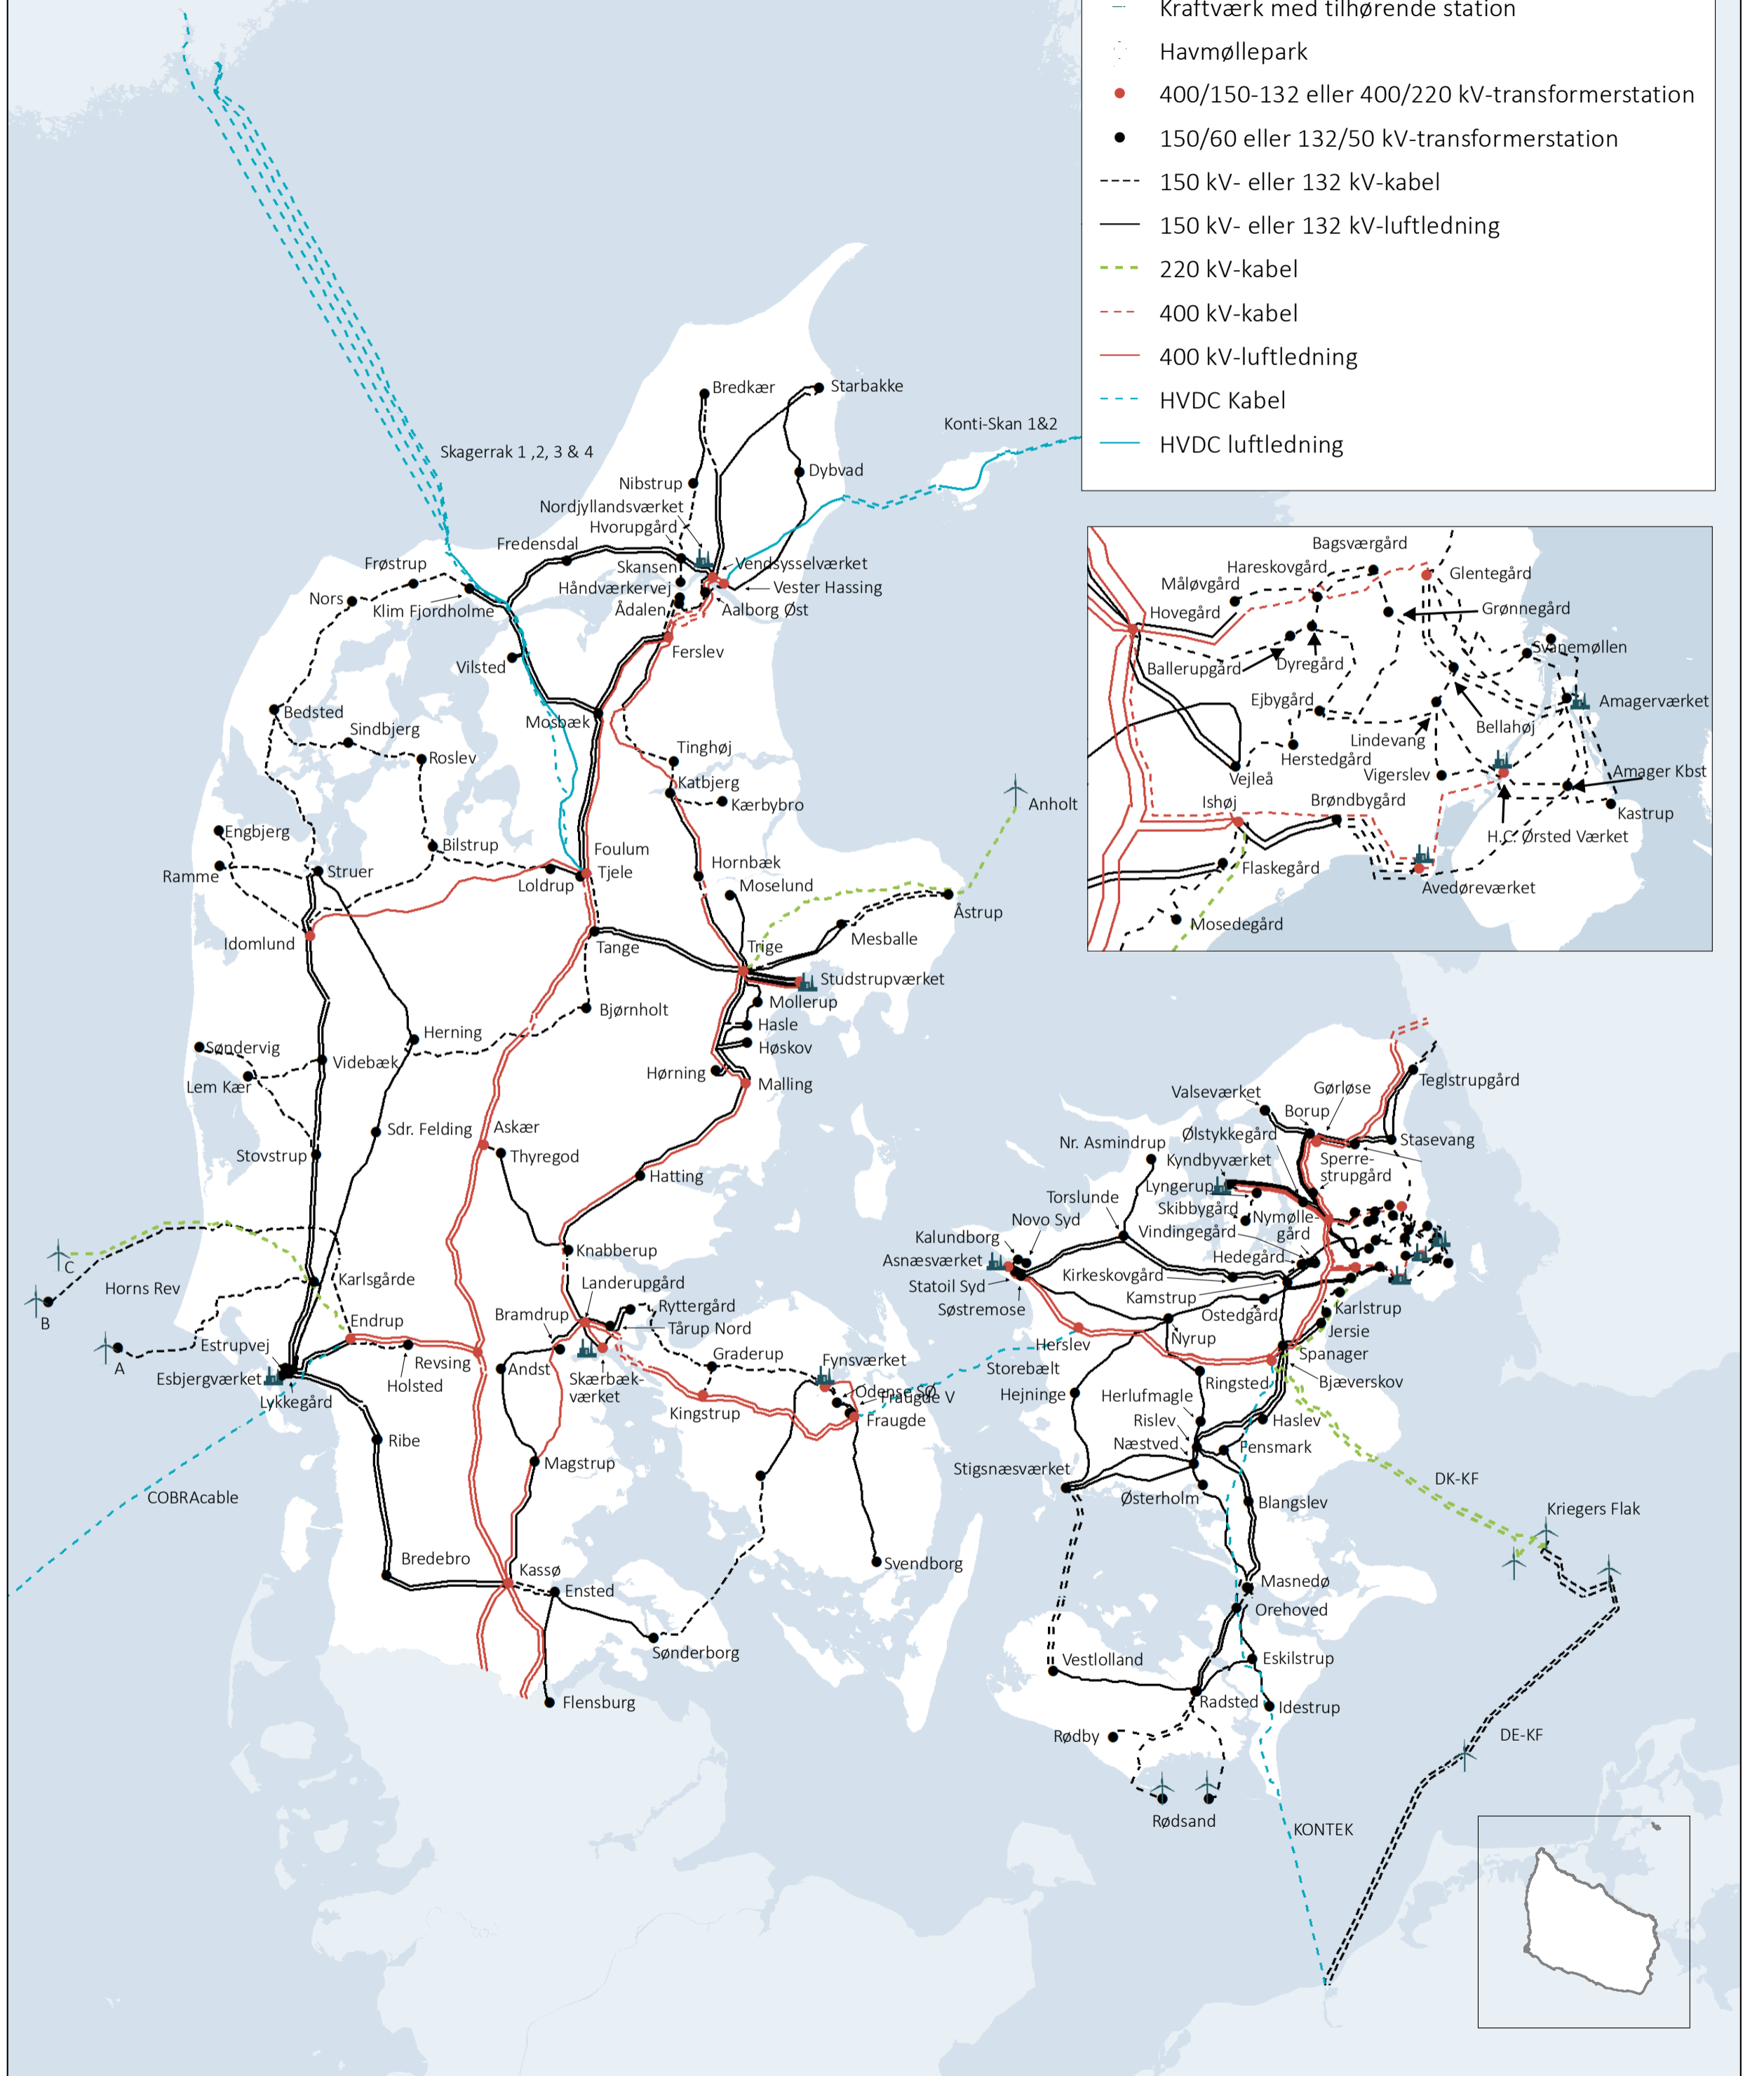 Kraftværk med tilhørende station
Havmøllepark
400/150-132 eller 400/220 kV-transformerstation
150/60 eller 132/50 kV-transformerstation
150 kV- eller 132 kV-kabel
150 kV- eller 132 kV-luftledning
220 kV-kabel
400 kV-kabel
400 kV-luftledning
HVDC Kabel
HVDC luftledning
Bredkær
Starbakke
Konti-Skan 1&2
Skagerrak 1 ,2, 3 & 4
Dybvad
Nibstrup
Nordjyllandsværket
Hvorupgård
Fredensdal
Skansen
Vendsysselværket
Frøstrup
Håndværkervej
Vester Hassing
Nors
Klim Fjordholme
Ådalen
Aalborg Øst
Ferslev
Vilsted
Bedsted
Mosbæk
Sindbjerg
Tinghøj
Roslev
Katbjerg
Kærbybro
Anholt
Engbjerg
Bilstrup
Foulum
Hornbæk
Ramme
Struer
Loldrup
Tjele
Moselund
Åstrup
Idomlund
Tange
Trige
Mesballe
Studstrupværket
Mollerup
Bjørnholt
Hasle
Herning
Høskov
Søndervig
Videbæk
Hørning
Malling
Lem Kær
Sdr. Felding
Askær
Thyregod
Stovstrup
Hatting
Knabberup
C
Karlsgårde
Landerupgård
Horns Rev
B
Endrup
Bramdrup
Ryttergård
Tårup Nord
A
Estrupvej
Revsing
Andst
Graderup
Fynsværket
Esbjergværket
Holsted
Skærbæk-
værket
Odense SØ
Fraugde V
Lykkegård
Kingstrup
Fraugde
Ribe
Magstrup
COBRAcable
Bredebro
Kassø
Ensted
Svendborg
Sønderborg
Flensburg
Bagsværgård
Hareskovgård
Glentegård
Måløvgård
Hovegård
Grønnegård
Svanemøllen
Ballerupgård
Dyregård
Ejbygård
Amagerværket
Bellahøj
Lindevang
Herstedgård
Vejleå
Vigerslev
Amager Kbst
Ishøj
Brøndbygård
Kastrup
H.C. Ørsted Værket
Flaskegård
Avedøreværket
Mosedegård
Teglstrupgård
Valseværket
Gørløse
Borup
Ølstykkegård
Stasevang
Nr. Asmindrup
Kyndbyværket
Sperre-
strupgård
Lyngerup
Torslunde
Skibbygård
Novo Syd
Nymølle-
gård
Vindingegård
Kalundborg
Asnæsværket
Hedegård
Kirkeskovgård
Statoil Syd
Kamstrup
Søstremose
Ostedgård
Karlstrup
Jersie
Nyrup
Herslev
Spanager
Storebælt
Ringsted
Bjæverskov
Hejninge
Herlufmagle
Rislev
Haslev
Næstved
Fensmark
Stigsnæsværket
DK-KF
Østerholm
Blangslev
Kriegers Flak
Masnedø
Orehoved
Vestlolland
Eskilstrup
Radsted
Idestrup
Rødby
DE-KF
Rødsand
KONTEK